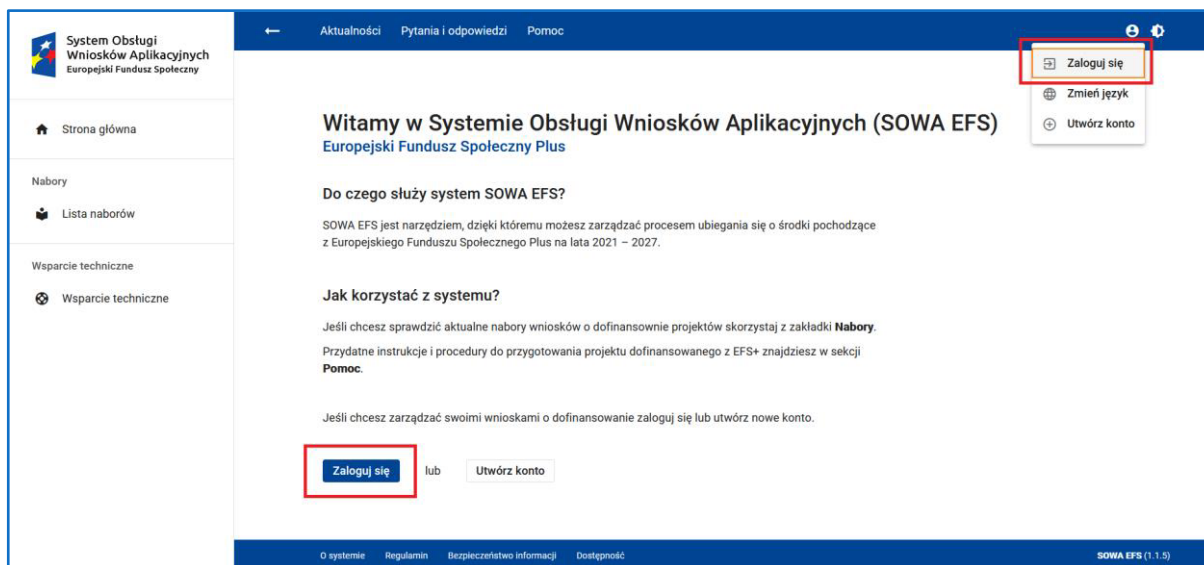 System Obsługi
Wniosków Aplikacyjnych
Europejski Fundusz Społeczny
Aktualności Pytania i odpowiedzi Pomoc
Zaloguj się
Zmień język
Utwórz konto
Strona główna
Nabory
Lista naborów
Wsparcie techniczne
Wsparcie techniczne
Witamy w Systemie Obsługi Wniosków Aplikacyjnych (SOWA EFS)
Europejski Fundusz Społeczny Plus
Do czego służy system SOWA EFS?
SOWA EFS jest narzędziem, dzięki któremu możesz zarządzać procesem ubiegania się o środki pochodzące
z Europejskiego Funduszu Społecznego Plus na lata 2021 – 2027.
Jak korzystać z systemu?
Jeśli chcesz sprawdzić aktualne nabory wniosków o dofinansownie projektów skorzystaj z zakładki Nabory.
Przydatne instrukcje i procedury do przygotowania projektu dofinansowanego z EFS+ znajdziesz w sekcji
Pomoc.
Jeśli chcesz zarządzać swoimi wnioskami o dofinansowanie zaloguj się lub utwórz nowe konto.
Zaloguj się lub Utwórz konto
O systemie Regulamin Bezpieczeństwo informacji Dostępność SOWA EFS (1.1.5)